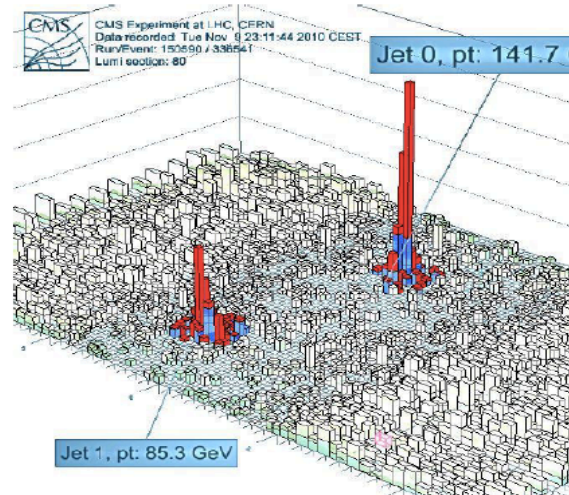 CMS
CMS Experiment at LHC, CERN
Data recorded: Tue Nov 9 23:11:44 2010 CEST
Run/Event: 150590 / 336541
Lumi section: 80
Jet 0, pt: 141.7
Jet 1, pt: 85.3 GeV